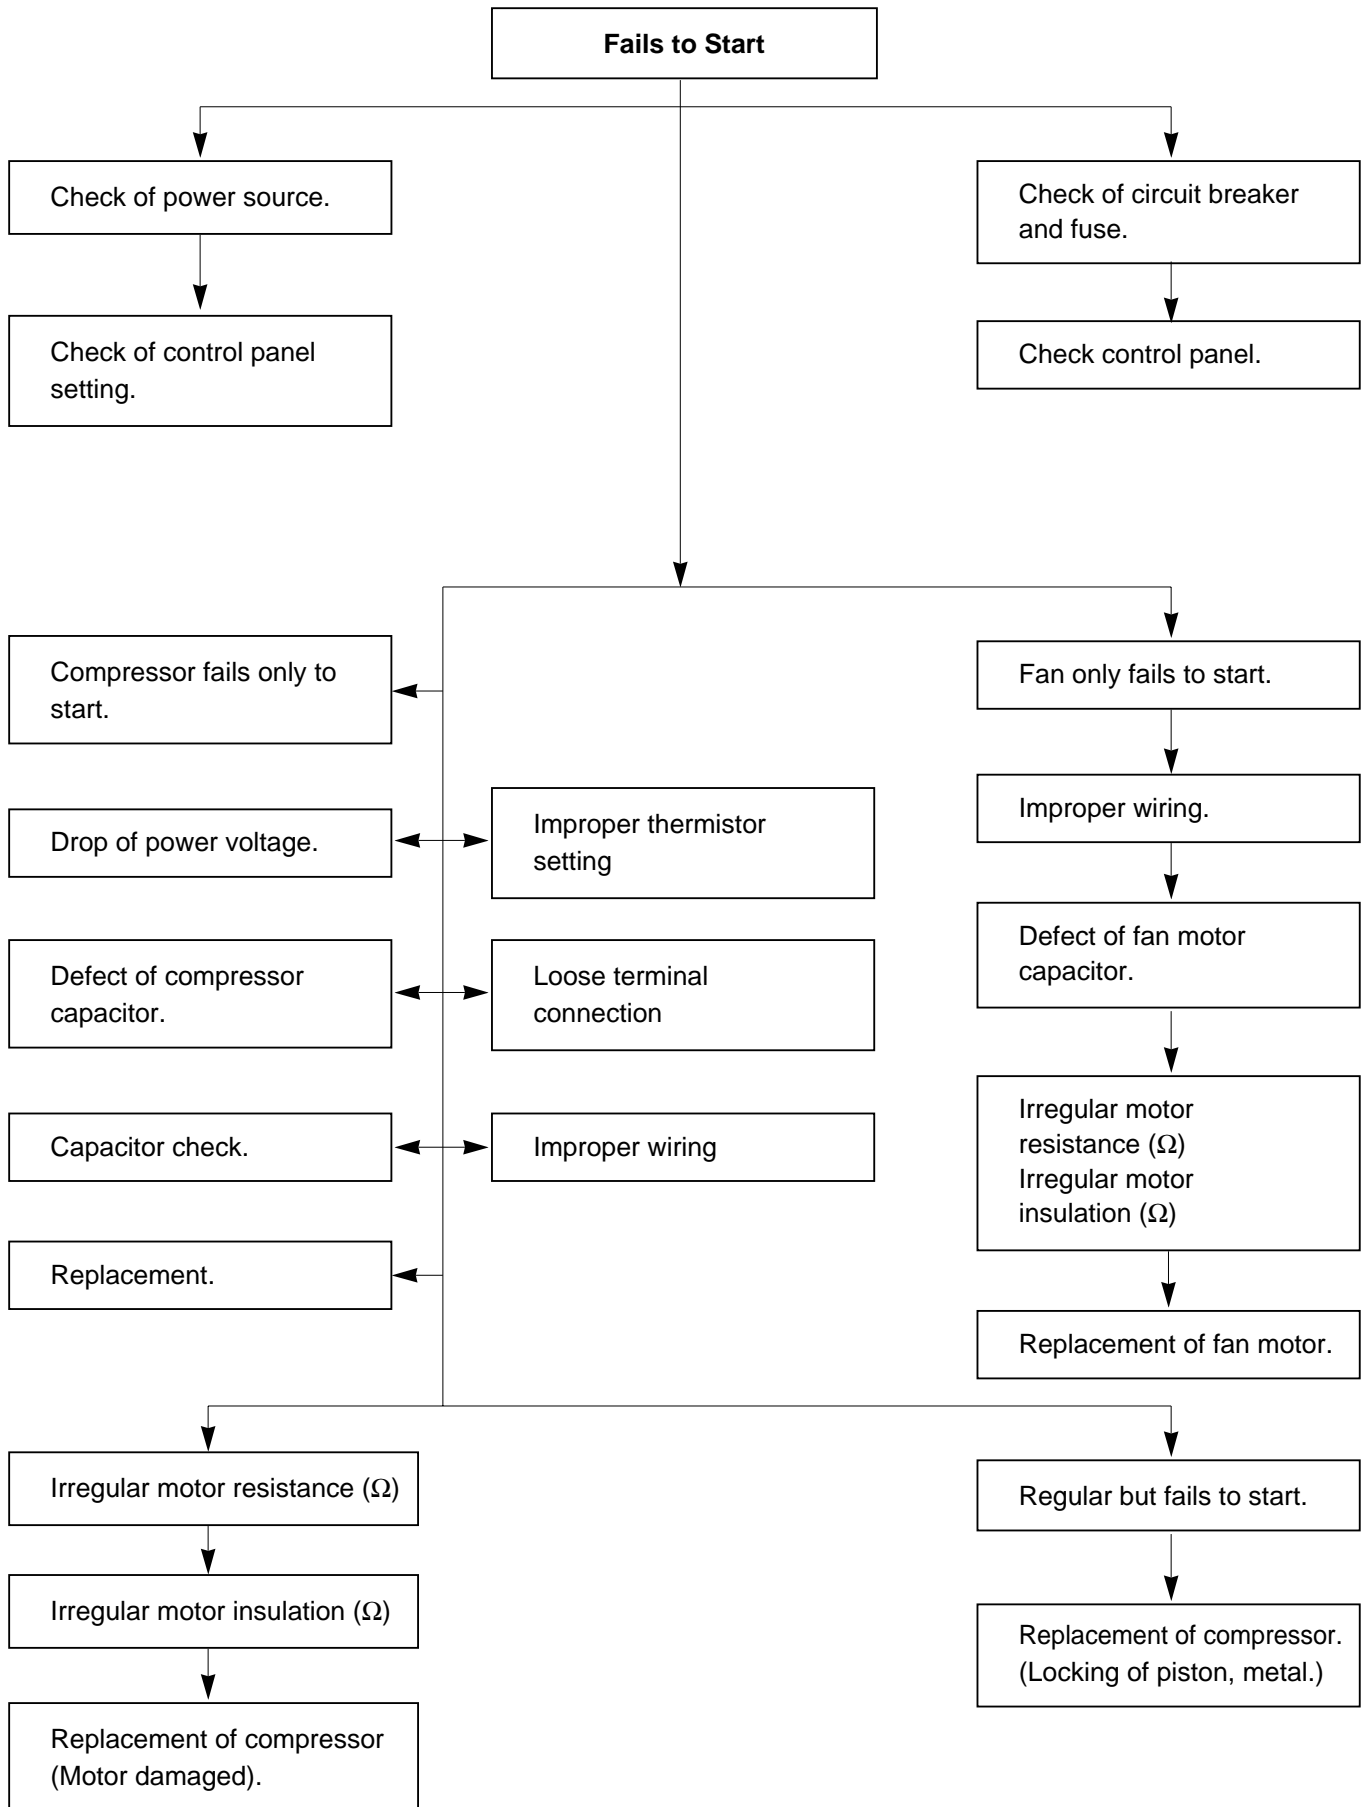 Fails to Start
Check of power source.
Check of circuit breaker
and fuse.
Check of control panel
setting.
Check control panel.
Compressor fails only to
start.
Fan only fails to start.
Drop of power voltage.
Improper thermistor
setting
Improper wiring.
Defect of compressor
capacitor.
Loose terminal
connection
Defect of fan motor
capacitor.
Capacitor check.
Improper wiring
Irregular motor
resistance (Ω)
Irregular motor
insulation (Ω)
Replacement.
Replacement of fan motor.
Irregular motor resistance (Ω)
Regular but fails to start.
Irregular motor insulation (Ω)
Replacement of compressor.
(Locking of piston, metal.)
Replacement of compressor
(Motor damaged).